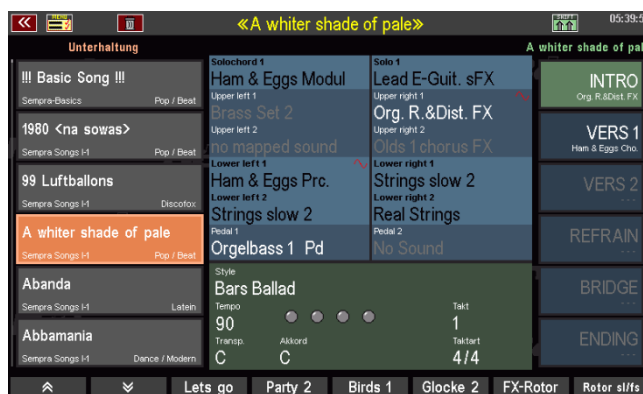 MENU
«A whiter shade of pale»
SHIFT
05:39:5
Unterhaltung
A whiter shade of pal
!!! Basic Song !!!
Sempra-Basics
Pop / Beat
1980 <na sowas>
Sempra Songs I-1
Pop / Beat
99 Luftballons
Sempra Songs I-1
Discofox
A whiter shade of pale
Sempra Songs I-1
Pop / Beat
Abanda
Sempra Songs I-1
Latein
Abbamania
Sempra Songs I-1
Dance / Modern
Solochord 1
Ham & Eggs Modul
Solo 1
Lead E-Guit. sFX
Upper left 1
Brass Set 2
Upper right 1
Org. R.&Dist. FX
Upper left 2
no mapped sound
Upper right 2
Olds 1 chorus FX
Lower left 1
Ham & Eggs Prc.
Lower right 1
Strings slow 2
Lower left 2
Strings slow 2
Lower right 2
Real Strings
Pedal 1
Orgelbass 1 Pd
Pedal 2
No Sound
Style
Bars Ballad
Tempo
90
Takt
1
Transp.
C
Akkord
C
Taktart
4/4
INTRO
Org. R.&Dist. FX
VERS 1
Ham & Eggs Cho.
VERS 2
---
REFRAIN
---
BRIDGE
---
ENDING
---
Lets go
Party 2
Birds 1
Glocke 2
FX-Rotor
Rotor sl/fs